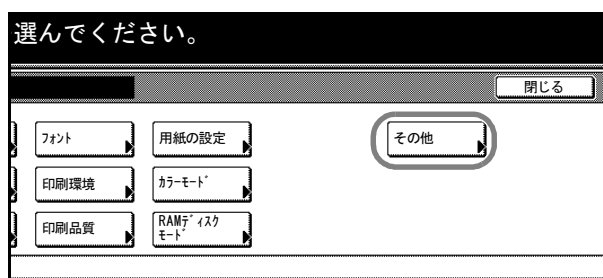 選んでください。
閉じる
ﾌｫﾝﾄ 用紙の設定 その他
印刷環境 ｶﾗｰﾓｰﾄﾞ
印刷品質 RAMﾃﾞｨｽｸ
ﾓｰﾄﾞ